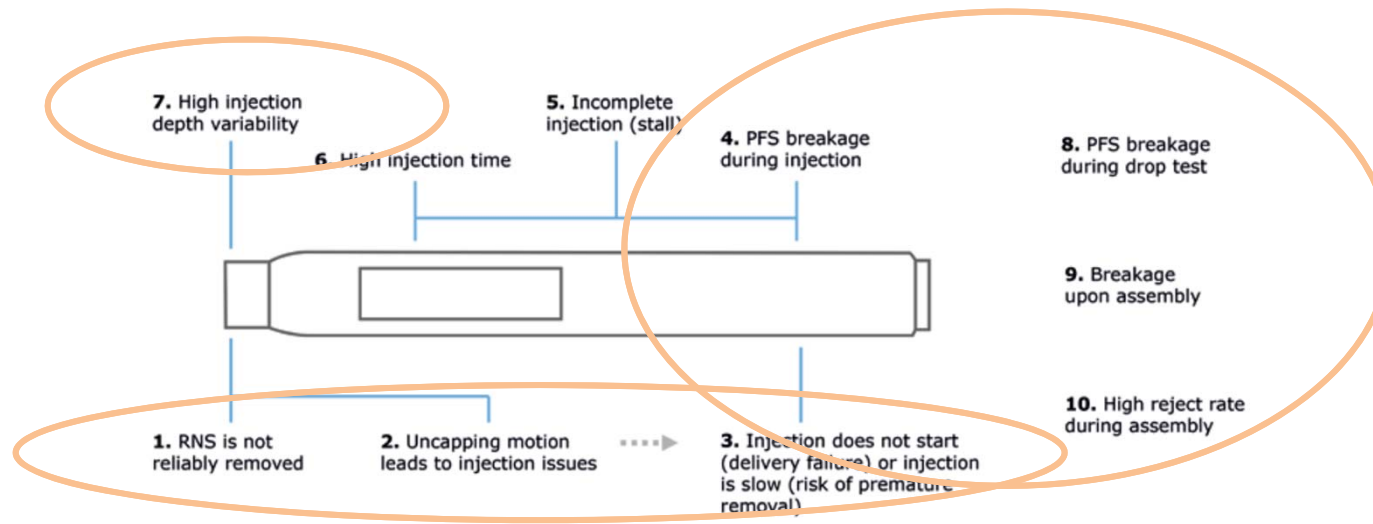 7. High injection
depth variability
5. Incomplete
injection (stall)
6. High injection time
4. PFS breakage
during injection
8. PFS breakage
during drop test
9. Breakage
upon assembly
10. High reject rate
during assembly
1. RNS is not
reliably removed
2. Uncapping motion
leads to injection issues
3. Injection does not start
(delivery failure) or injection
is slow (risk of premature
removal)